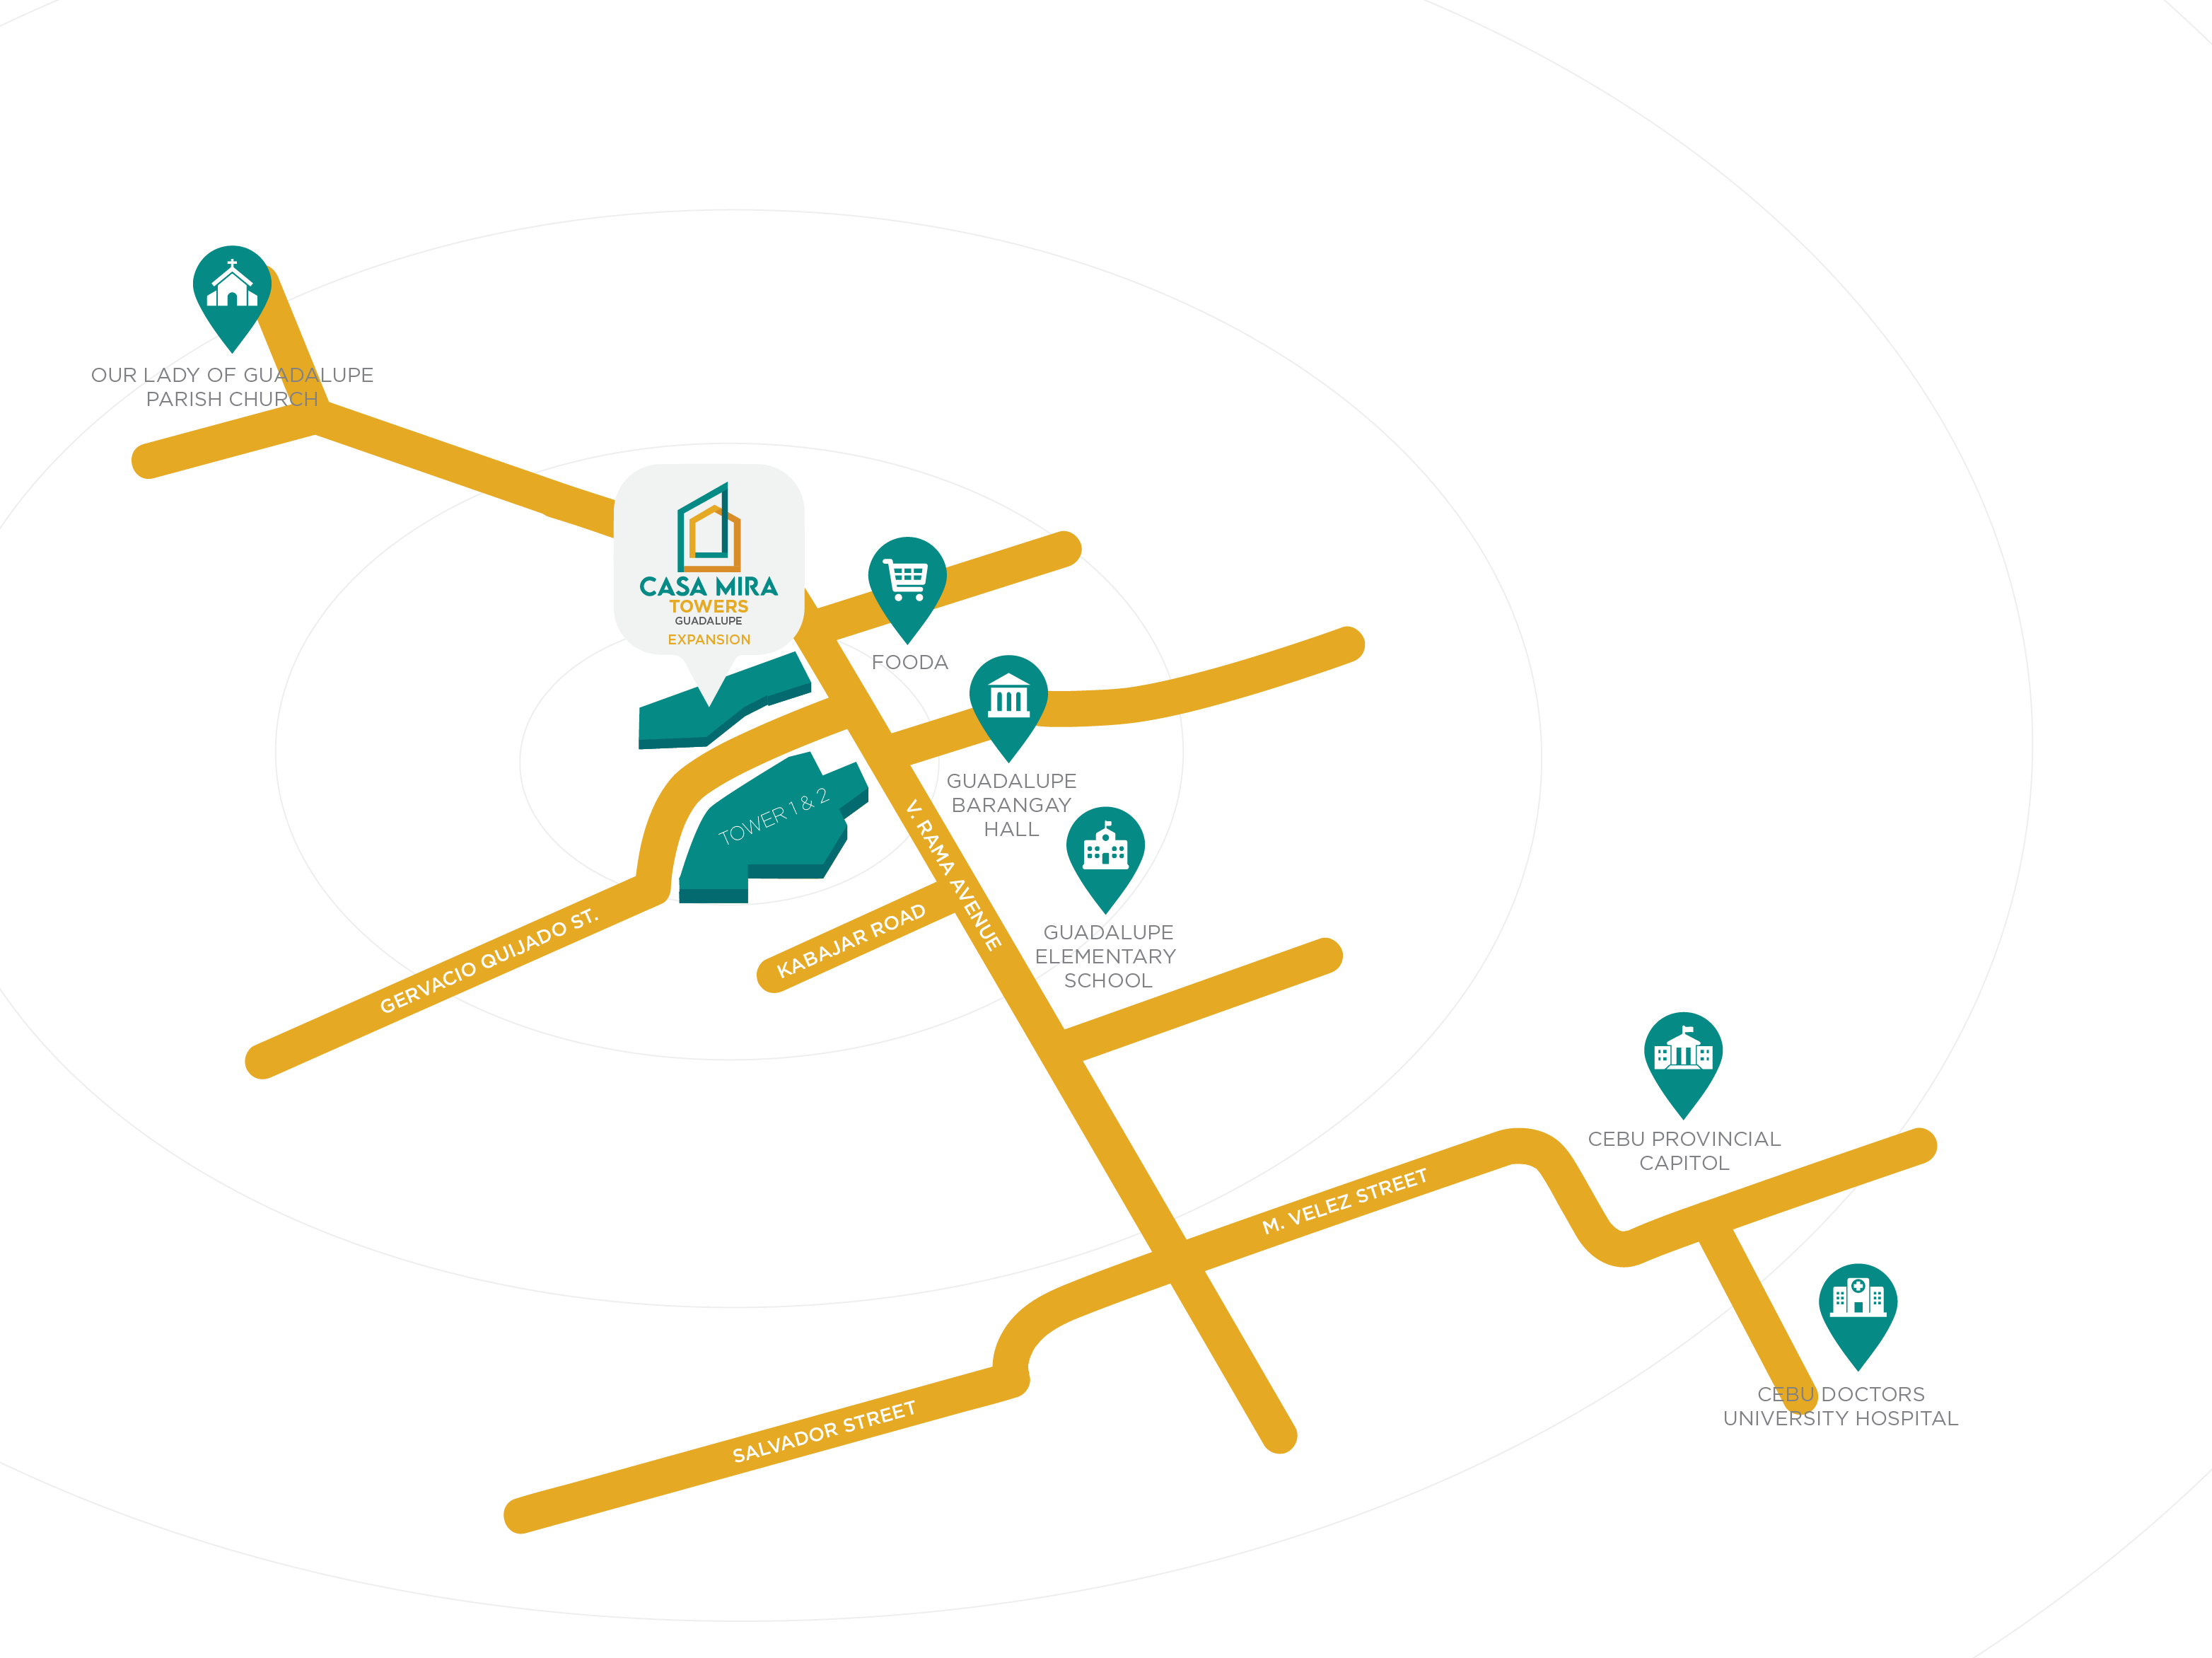 OUR LADY OF GUADALUPE
PARISH CHURCH
CASA MIRA
TOWERS
GUADALUPE
EXPANSION
FOODA
GUADALUPE
BARANGAY
HALL
TOWER 1 & 2
V. RAMA AVENUE
GUADALUPE
ELEMENTARY
SCHOOL
KABAJAR ROAD
GERVACIO QUIJADO ST.
CEBU PROVINCIAL
CAPITOL
M. VELEZ STREET
CEBU DOCTORS
UNIVERSITY HOSPITAL
SALVADOR STREET